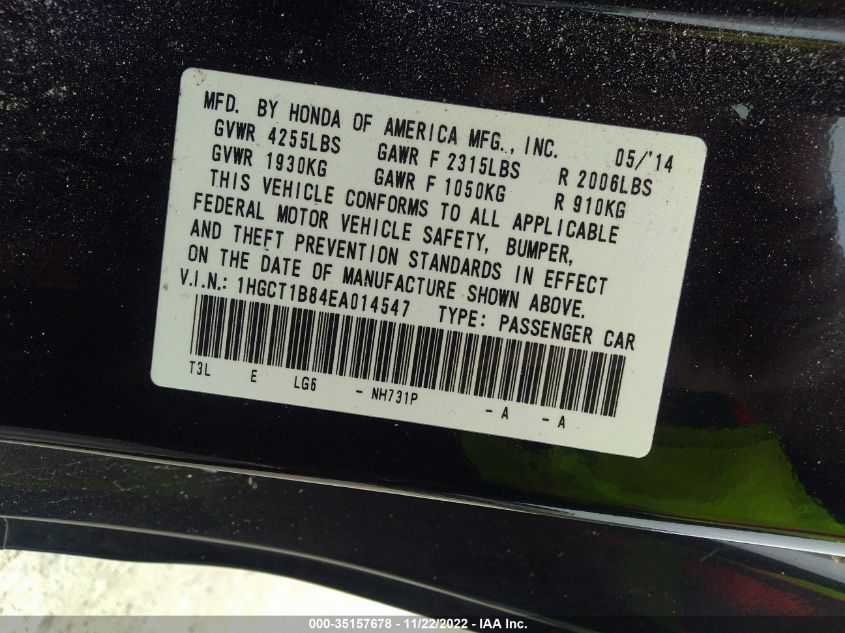 MFD. BY HONDA OF AMERICA MFG., INC. 05/'14
GVWR 4255LBS GAWR F 2315LBS R 2006LBS
GVWR 1930KG GAWR F 1050KG R 910KG
THIS VEHICLE CONFORMS TO ALL APPLICABLE
FEDERAL MOTOR VEHICLE SAFETY, BUMPER,
AND THEFT PREVENTION STANDARDS IN EFFECT
ON THE DATE OF MANUFACTURE SHOWN ABOVE.
V.I.N.: 1HGCT1B84EA014547 TYPE: PASSENGER CAR
T3L E LG6 - NH731P - A - A
000-35157678 - 11/22/2022 - IAA Inc.